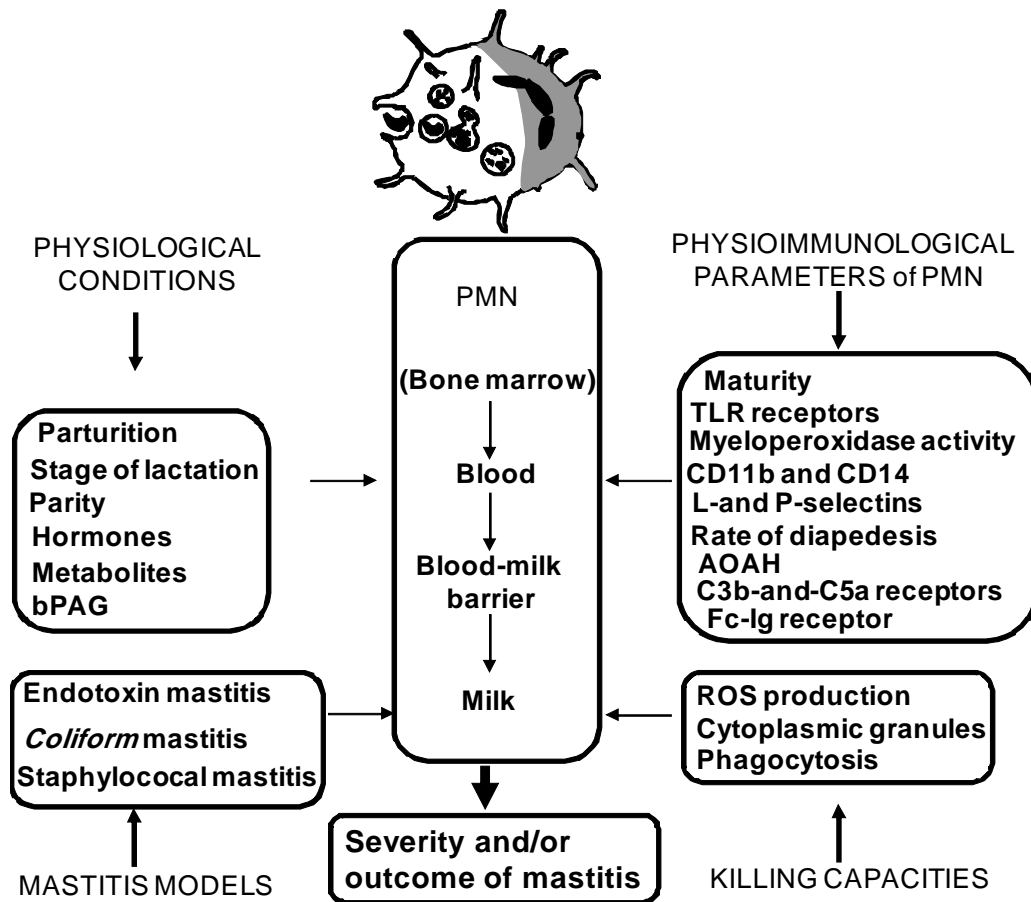 PHYSIOLOGICAL
CONDITIONS
Parturition
Stage of lactation
Parity
Hormones
Metabolites
bPAG
Endotoxin mastitis
Coliform mastitis
Staphylococal mastitis
MASTITIS MODELS
PMN
(Bone marrow)
Blood
Blood-milk
barrier
Milk
Severity and/or
outcome of mastitis
PHYSIOIMMUNOLOGICAL
PARAMETERS of PMN
Maturity
TLR receptors
Myeloperoxidase activity
CD11b and CD14
L-and P-selectins
Rate of diapedesis
AOAH
C3b-and-C5a receptors
Fc-Ig receptor
ROS production
Cytoplasmic granules
Phagocytosis
KILLING CAPACITIES